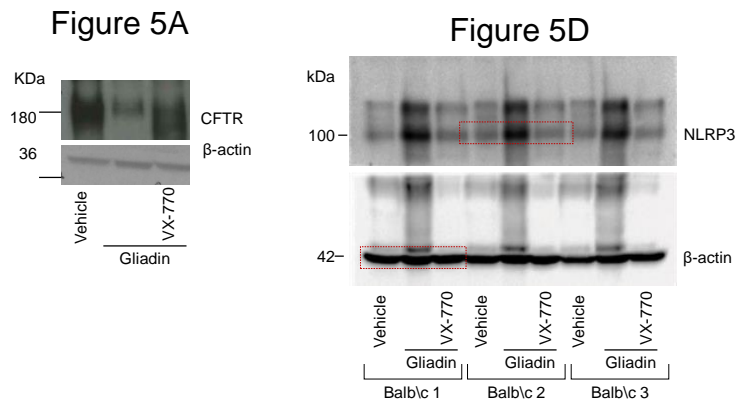 Figure 5A
KDa
180
CFTR
36
β-actin
Vehicle
VX-770
Gliadin
Figure 5D
kDa
100
NLRP3
42
β-actin
Vehicle
VX-770
Vehicle
VX-770
Vehicle
VX-770
Gliadin
Gliadin
Gliadin
Balb\c 1
Balb\c 2
Balb\c 3